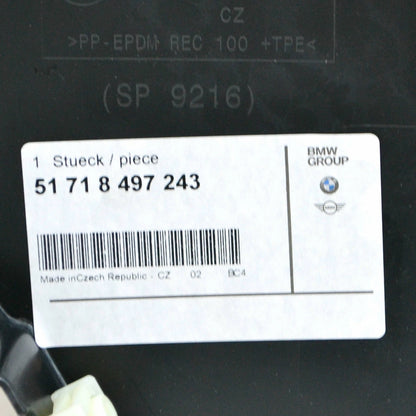 CZ
>PP-EPDM REC 100 +TPE<
(SP 9216)
1 Stueck / piece
51 71 8 497 243
BMW
GROUP
Made inCzech Republic - CZ 02 BC4